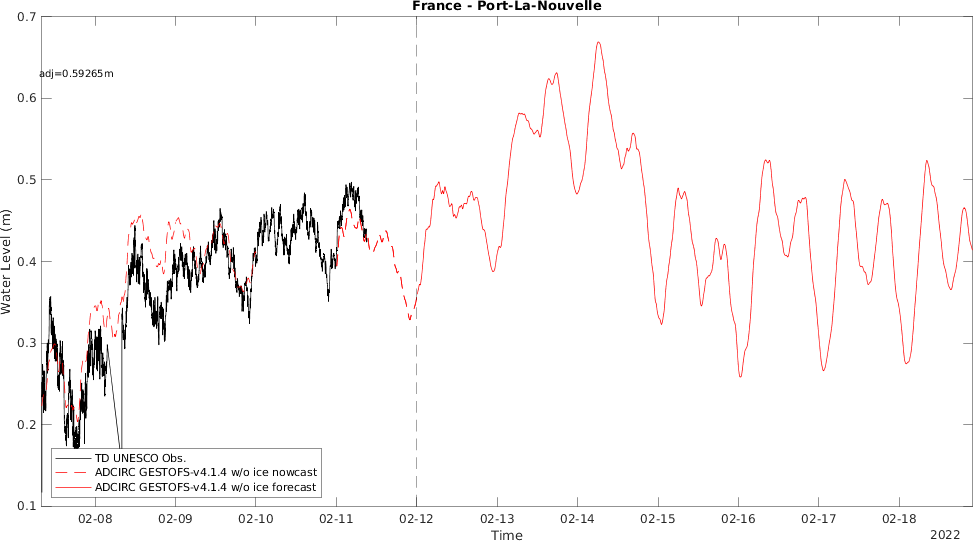 France - Port-La-Nouvelle
0.7
adj=0.59265m
0.6
0.5
0.4
0.3
0.2
0.1
Water Level (m)
TD UNESCO Obs.
ADCIRC GESTOFS-v4.1.4 w/o ice nowcast
ADCIRC GESTOFS-v4.1.4 w/o ice forecast
02-08 02-09 02-10 02-11 02-12 02-13 02-14 02-15 02-16 02-17 02-18
Time
2022